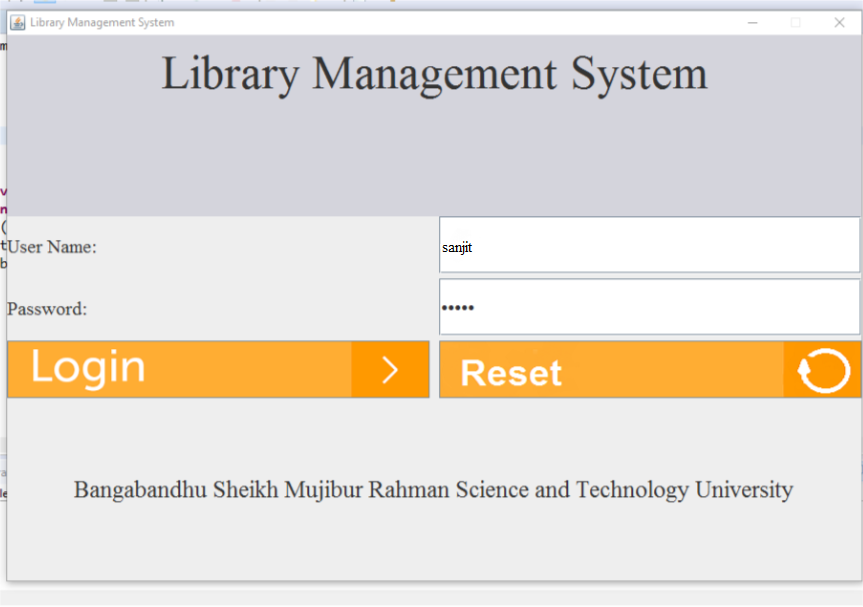 Library Management System
Library Management System
User Name:
sanjit
Password:
•••••
Login
Reset
Bangabandhu Sheikh Mujibur Rahman Science and Technology University